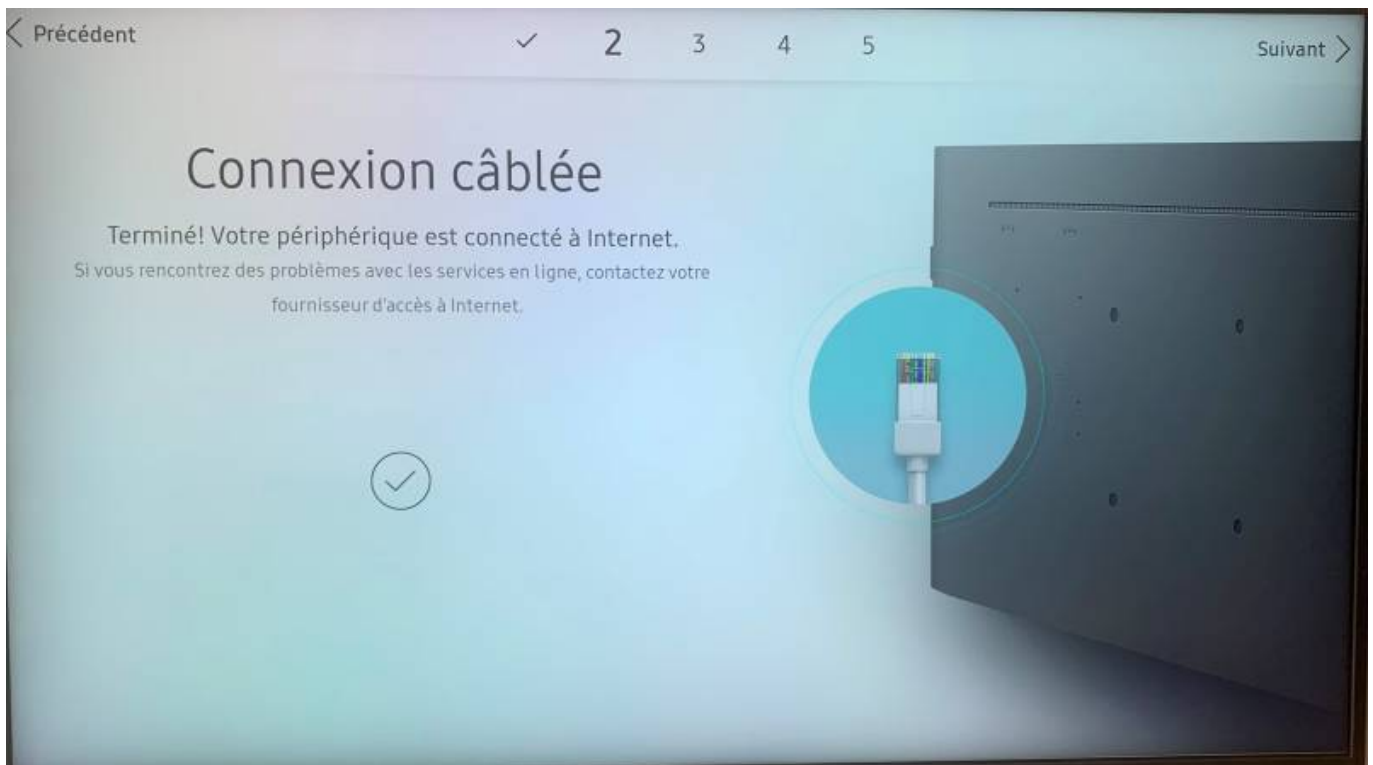 Précédent
2 3 4 5
Suivant
Connexion câblée
Terminé! Votre périphérique est connecté à Internet.
Si vous rencontrez des problèmes avec les services en ligne, contactez votre
fournisseur d'accès à Internet.